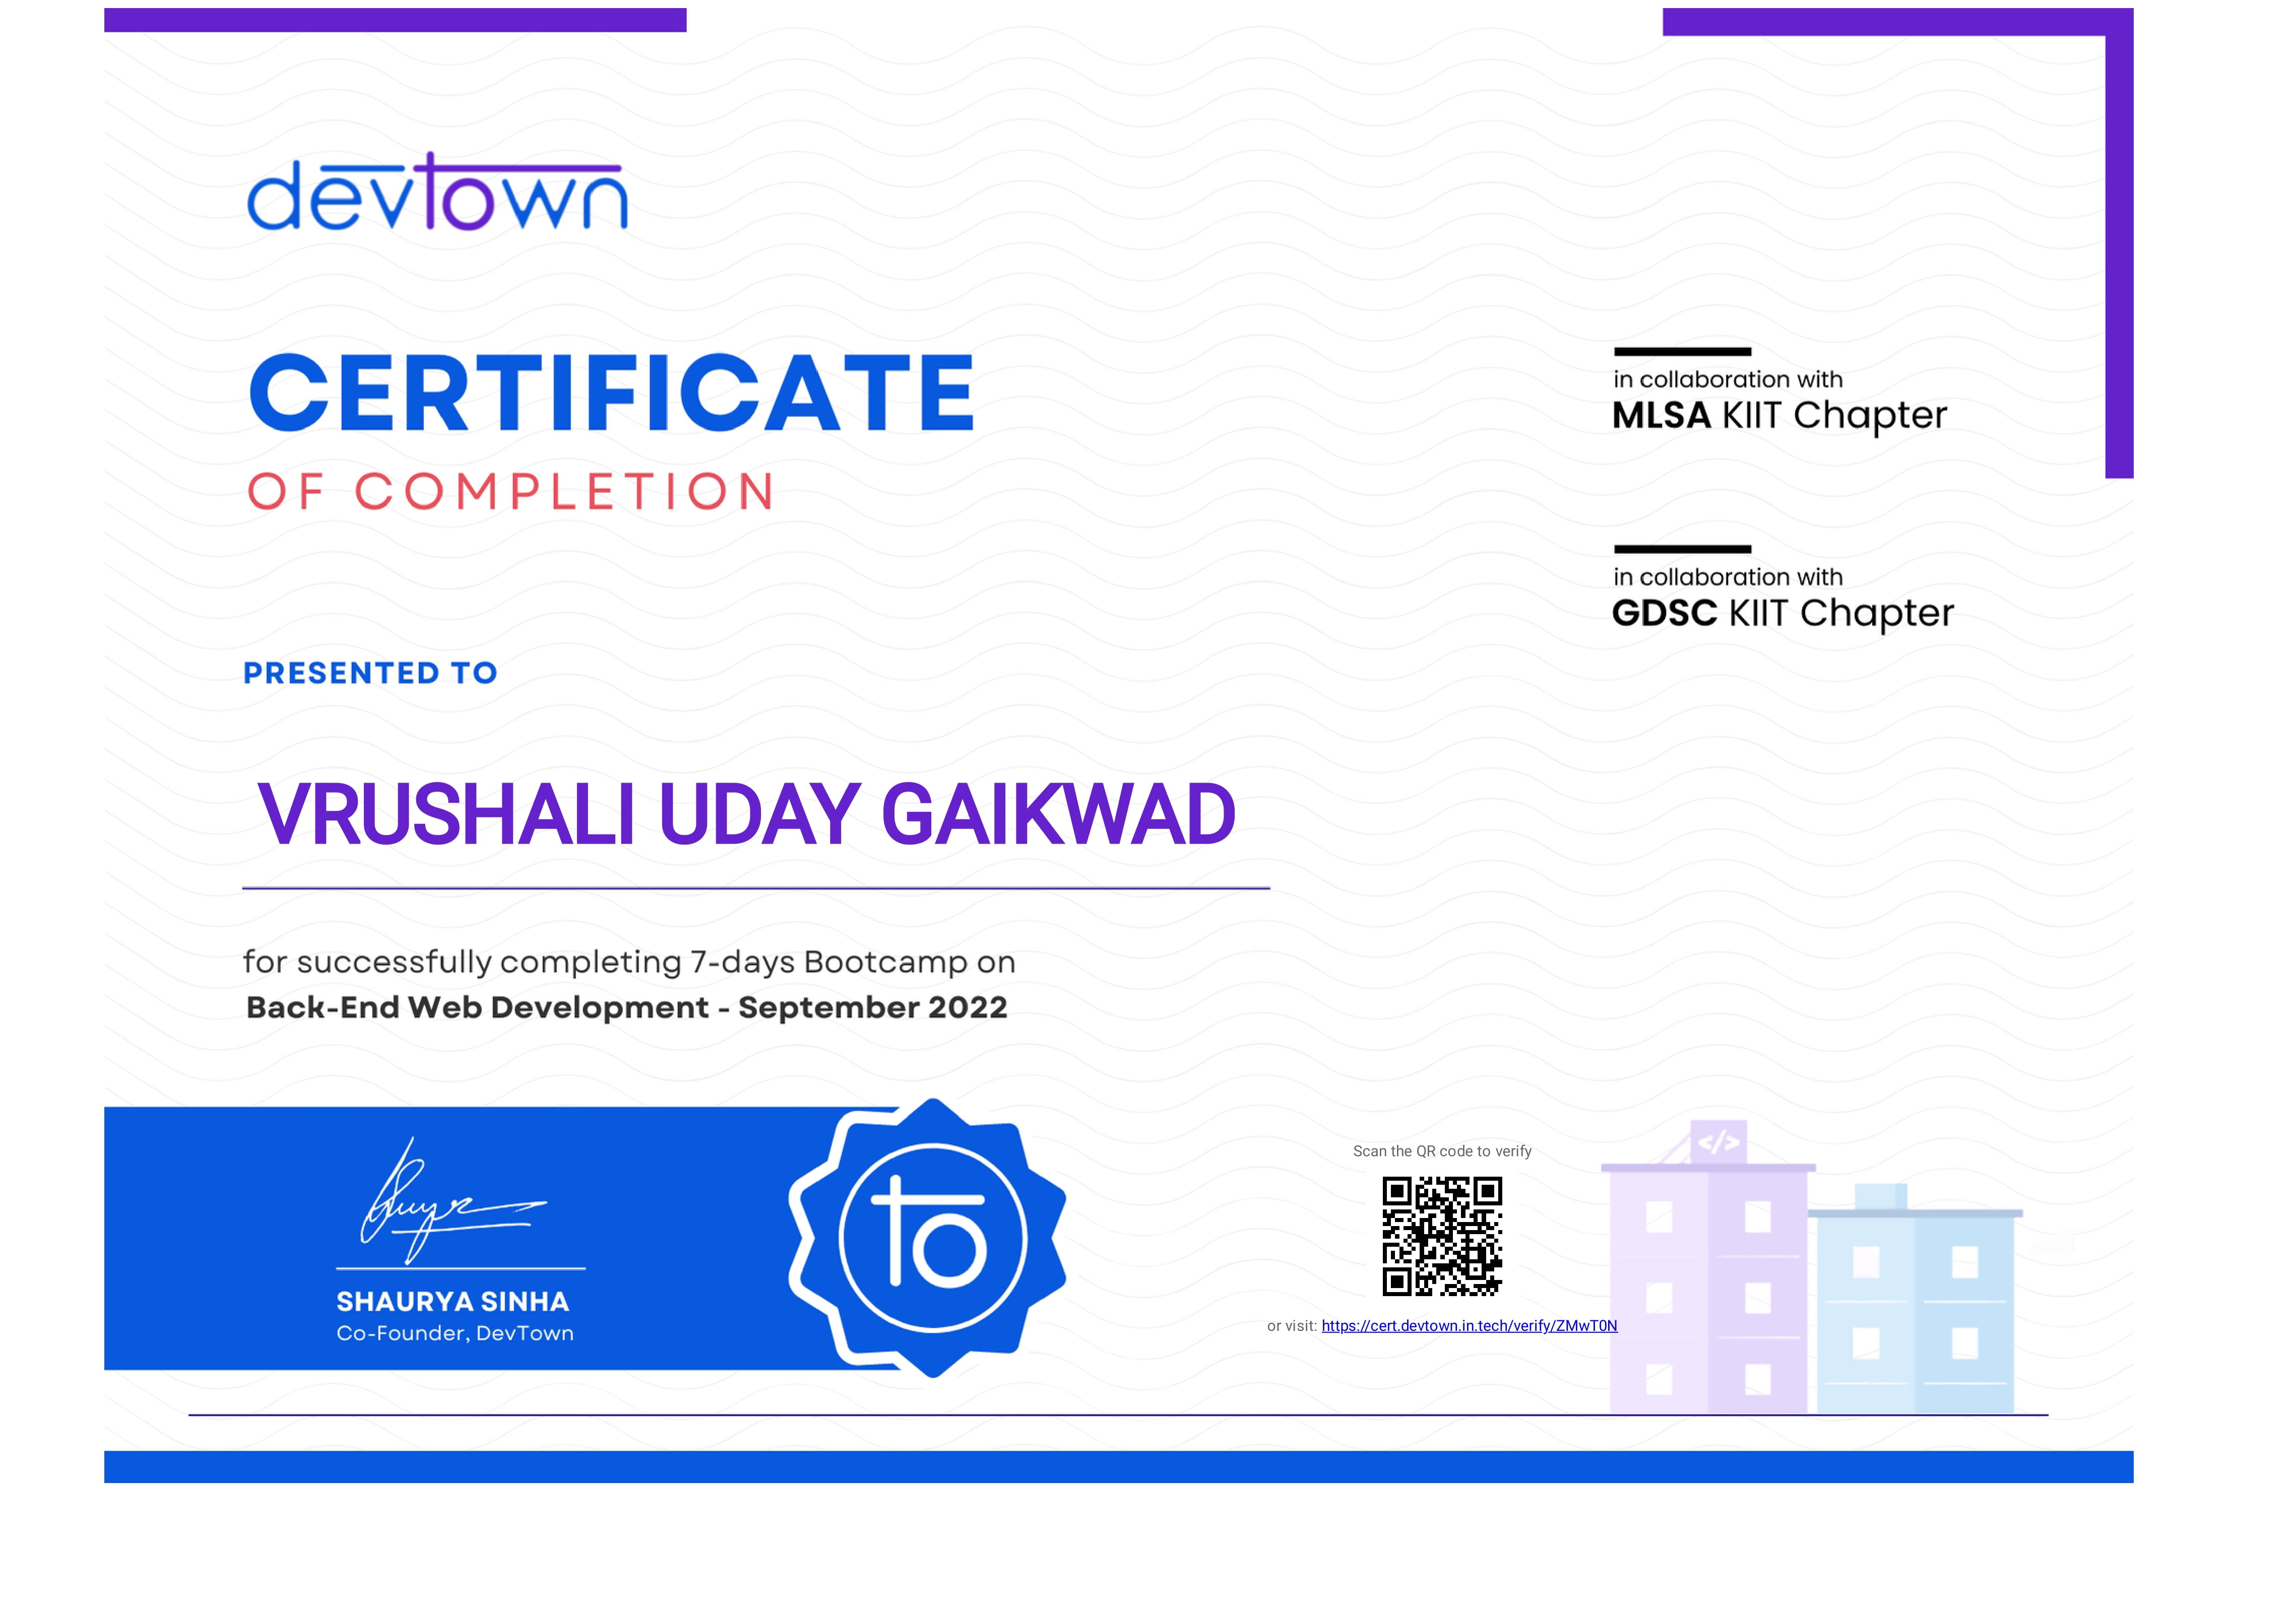 devtown
CERTIFICATE
OF COMPLETION
in collaboration with
MLSA KIIT Chapter
in collaboration with
GDSC KIIT Chapter
PRESENTED TO
VRUSHALI UDAY GAIKWAD
for successfully completing 7-days Bootcamp on
Back-End Web Development - September 2022
SHAURYA SINHA
Co-Founder, DevTown
to
Scan the QR code to verify
or visit: https://cert.devtown.in.tech/verify/ZMwT0N
</>